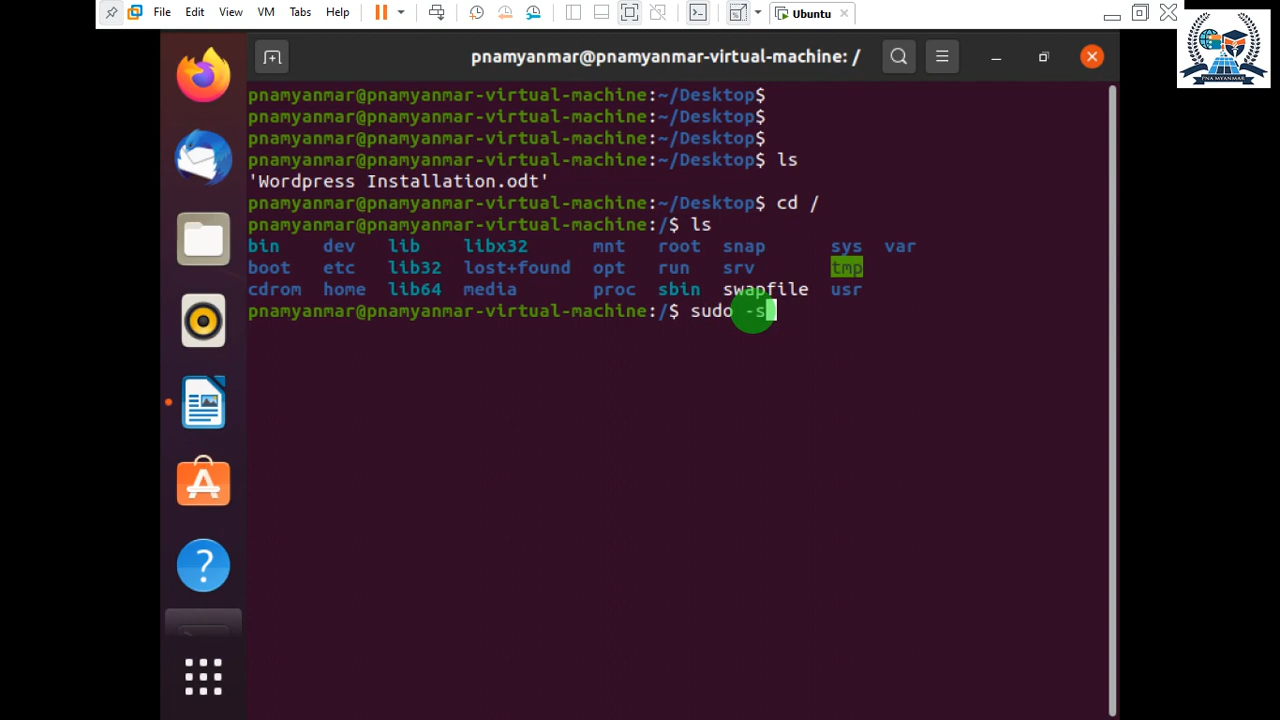 File Edit View VM Tabs Help Ubuntu
PNA MYANMAR
pnamyanmar@pnamyanmar-virtual-machine: /
pnamyanmar@pnamyanmar-virtual-machine:~/Desktop$
pnamyanmar@pnamyanmar-virtual-machine:~/Desktop$
pnamyanmar@pnamyanmar-virtual-machine:~/Desktop$
pnamyanmar@pnamyanmar-virtual-machine:~/Desktop$ ls
'Wordpress Installation.odt'
pnamyanmar@pnamyanmar-virtual-machine:~/Desktop$ cd /
pnamyanmar@pnamyanmar-virtual-machine:/$ ls
bin dev lib libx32 mnt root snap sys var
boot etc lib32 lost+found opt run srv tmp
cdrom home lib64 media proc sbin swapfile usr
pnamyanmar@pnamyanmar-virtual-machine:/$ sudo -s